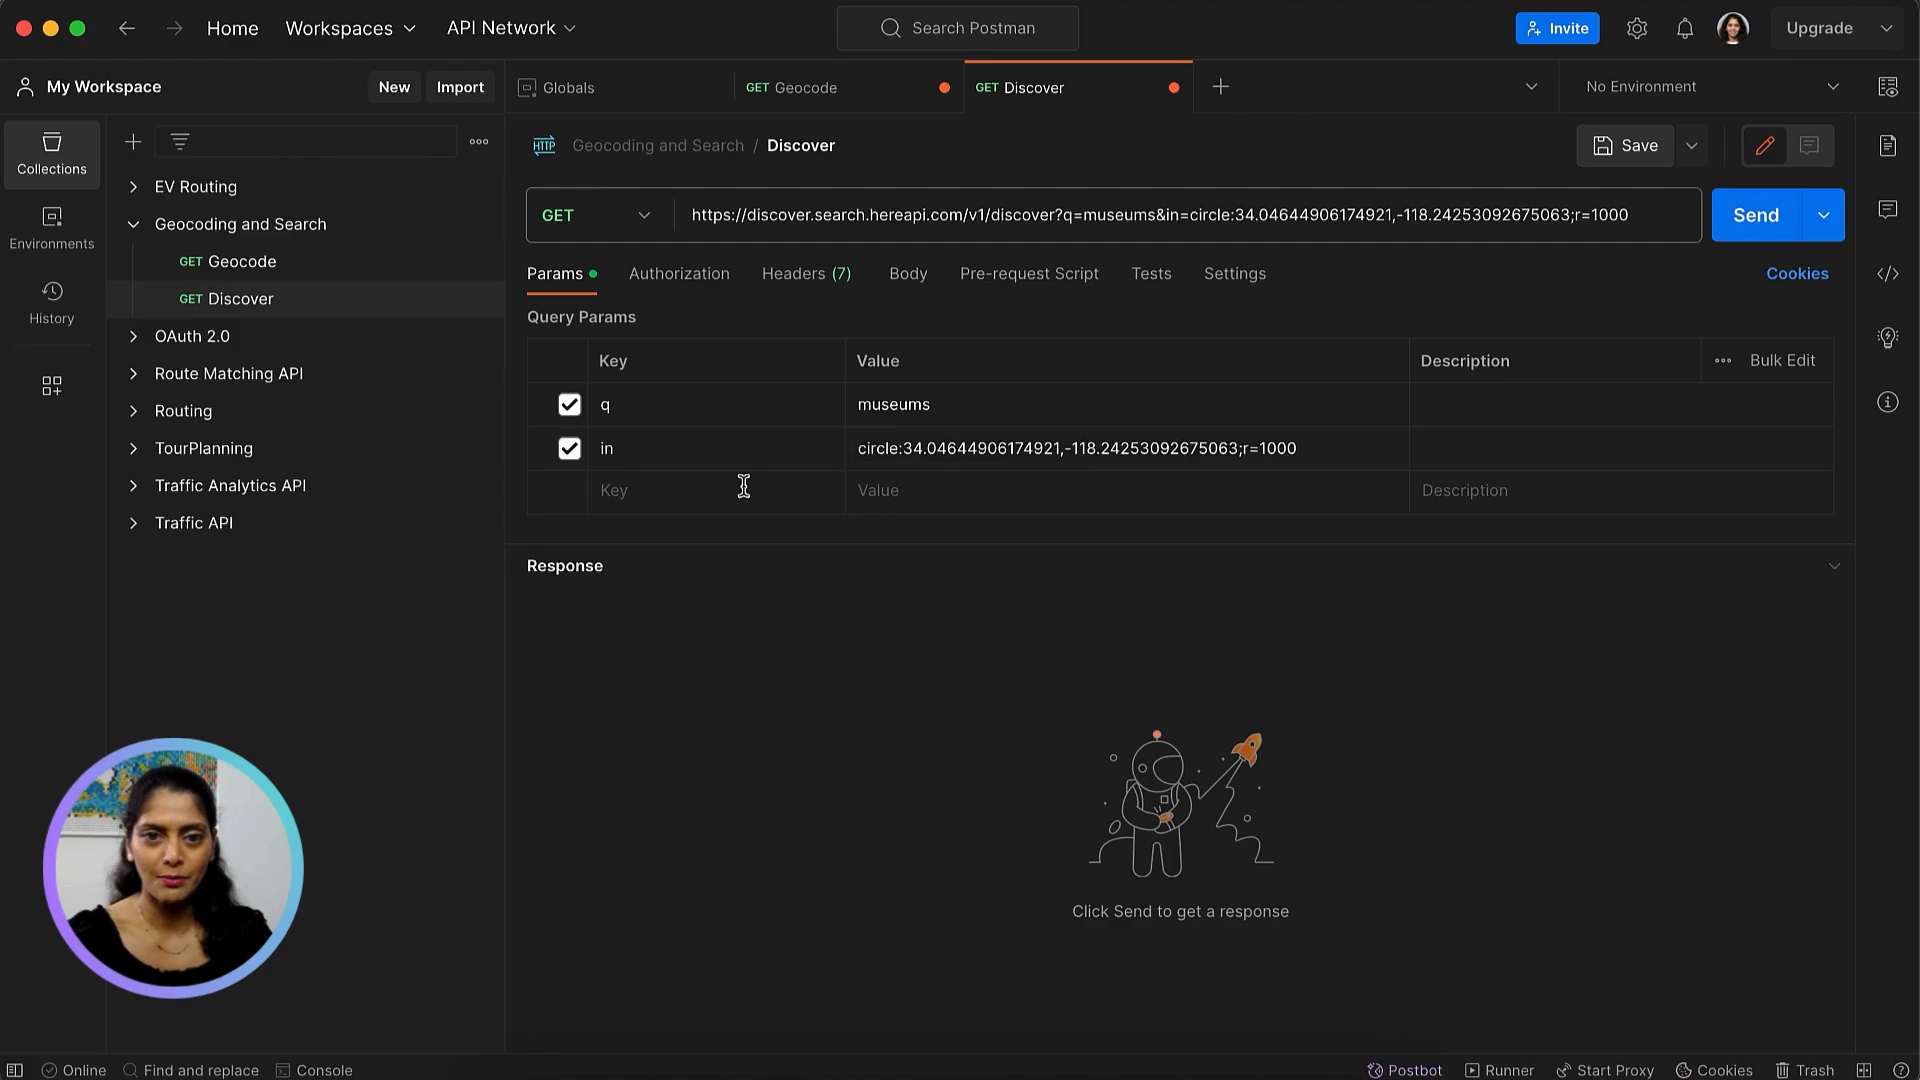 Home Workspaces API Network Search Postman Invite Upgrade
My Workspace New Import Globals GET Geocode GET Discover No Environment
Collections
Environments
History
EV Routing
Geocoding and Search
GET Geocode
GET Discover
OAuth 2.0
Route Matching API
Routing
TourPlanning
Traffic Analytics API
Traffic API
HTTP Geocoding and Search / Discover Save
GET https://discover.search.hereapi.com/v1/discover?q=museums&in=circle:34.04644906174921,-118.24253092675063;r=1000 Send
Params Authorization Headers (7) Body Pre-request Script Tests Settings Cookies
Query Params
Key Value Description Bulk Edit
q museums
in circle:34.04644906174921,-118.24253092675063;r=1000
Key Value Description
Response
Click Send to get a response
Online Find and replace Console Postbot Runner Start Proxy Cookies Trash